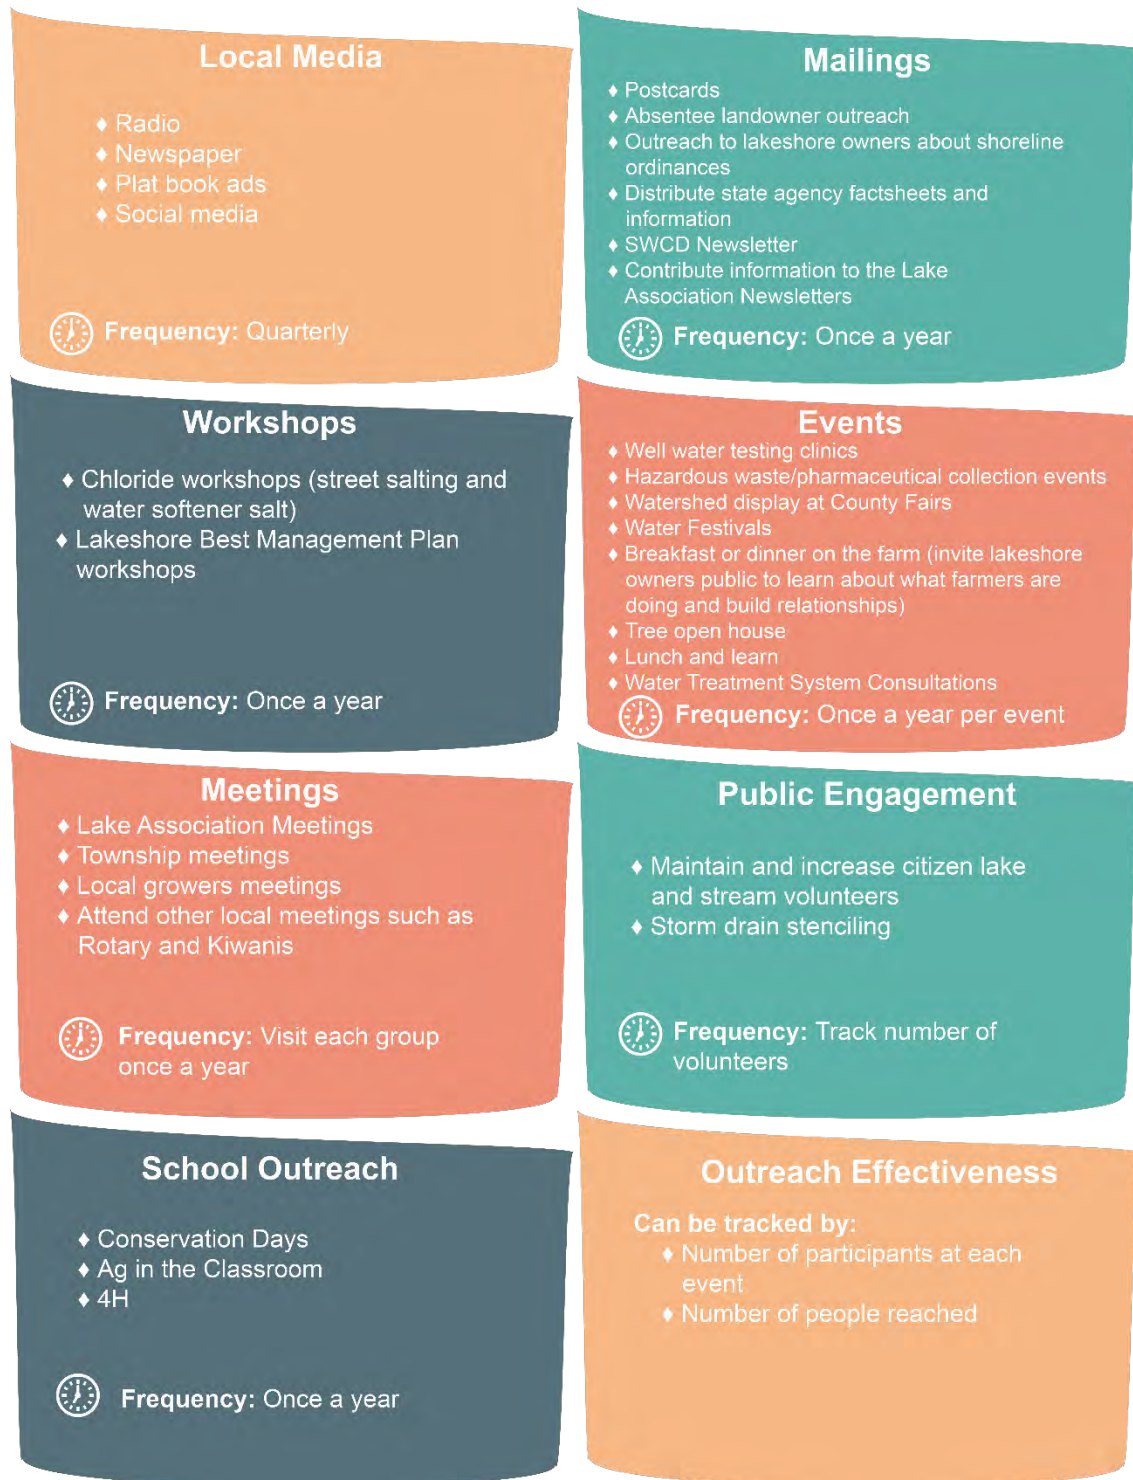 Local Media
♦ Radio
♦ Newspaper
♦ Plat book ads
♦ Social media
Frequency: Quarterly
Mailings
♦ Postcards
♦ Absentee landowner outreach
♦ Outreach to lakeshore owners about shoreline
ordinances
♦ Distribute state agency factsheets and
information
♦ SWCD Newsletter
♦ Contribute information to the Lake
Association Newsletters
Frequency: Once a year
Workshops
♦ Chloride workshops (street salting and
water softener salt)
♦ Lakeshore Best Management Plan
workshops
Frequency: Once a year
Events
♦ Well water testing clinics
♦ Hazardous waste/pharmaceutical collection events
♦ Watershed display at County Fairs
♦ Water Festivals
♦ Breakfast or dinner on the farm (invite lakeshore
owners public to learn about what farmers are
doing and build relationships)
♦ Tree open house
♦ Lunch and learn
♦ Water Treatment System Consultations
Frequency: Once a year per event
Meetings
♦ Lake Association Meetings
♦ Township meetings
♦ Local growers meetings
♦ Attend other local meetings such as
Rotary and Kiwanis
Frequency: Visit each group
once a year
Public Engagement
♦ Maintain and increase citizen lake
and stream volunteers
♦ Storm drain stenciling
Frequency: Track number of
volunteers
School Outreach
♦ Conservation Days
♦ Ag in the Classroom
♦ 4H
Frequency: Once a year
Outreach Effectiveness
Can be tracked by:
♦ Number of participants at each
event
♦ Number of people reached